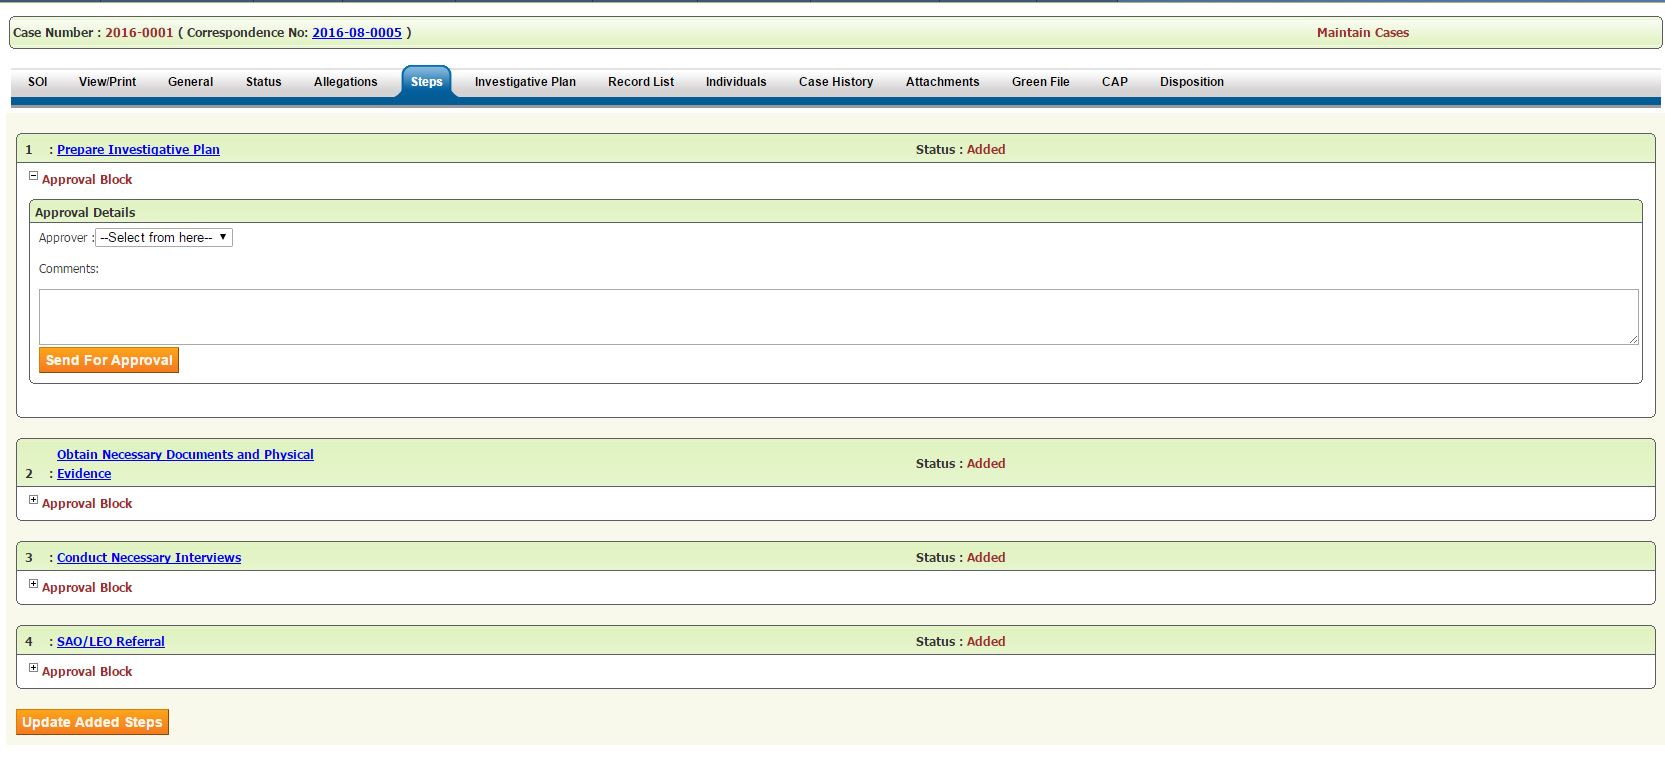 Case Number : 2016-0001 ( Correspondence No: 2016-08-0005 ) Maintain Cases
SOI View/Print General Status Allegations Steps Investigative Plan Record List Individuals Case History Attachments Green File CAP Disposition
1 : Prepare Investigative Plan Status : Added
Approval Block
Approval Details
Approver : --Select from here--
Comments:
Send For Approval
Obtain Necessary Documents and Physical
2 : Evidence Status : Added
Approval Block
3 : Conduct Necessary Interviews Status : Added
Approval Block
4 : SAO/LEO Referral Status : Added
Approval Block
Update Added Steps